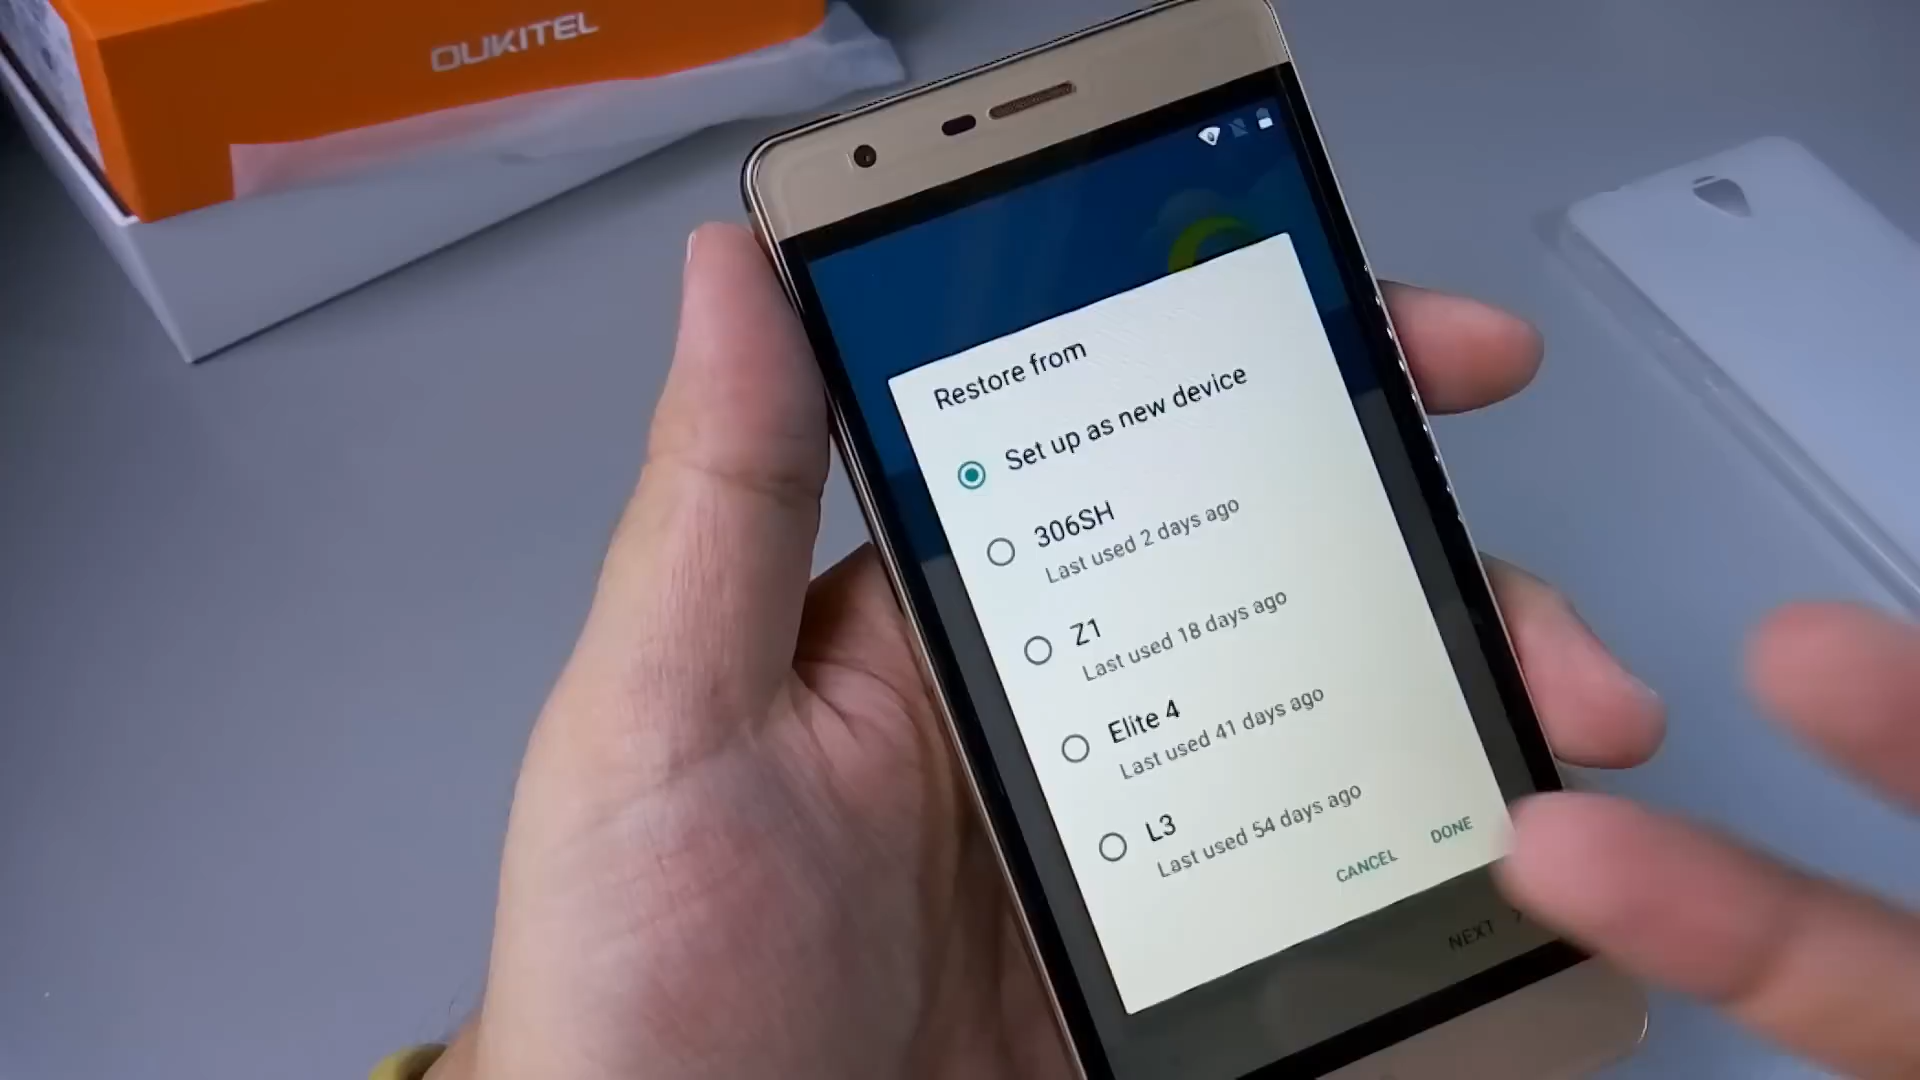 OUKITEL
Restore from
Set up as new device
306SH
Last used 2 days ago
Z1
Last used 18 days ago
Elite 4
Last used 41 days ago
L3
Last used 54 days ago
CANCEL
DONE
NEXT